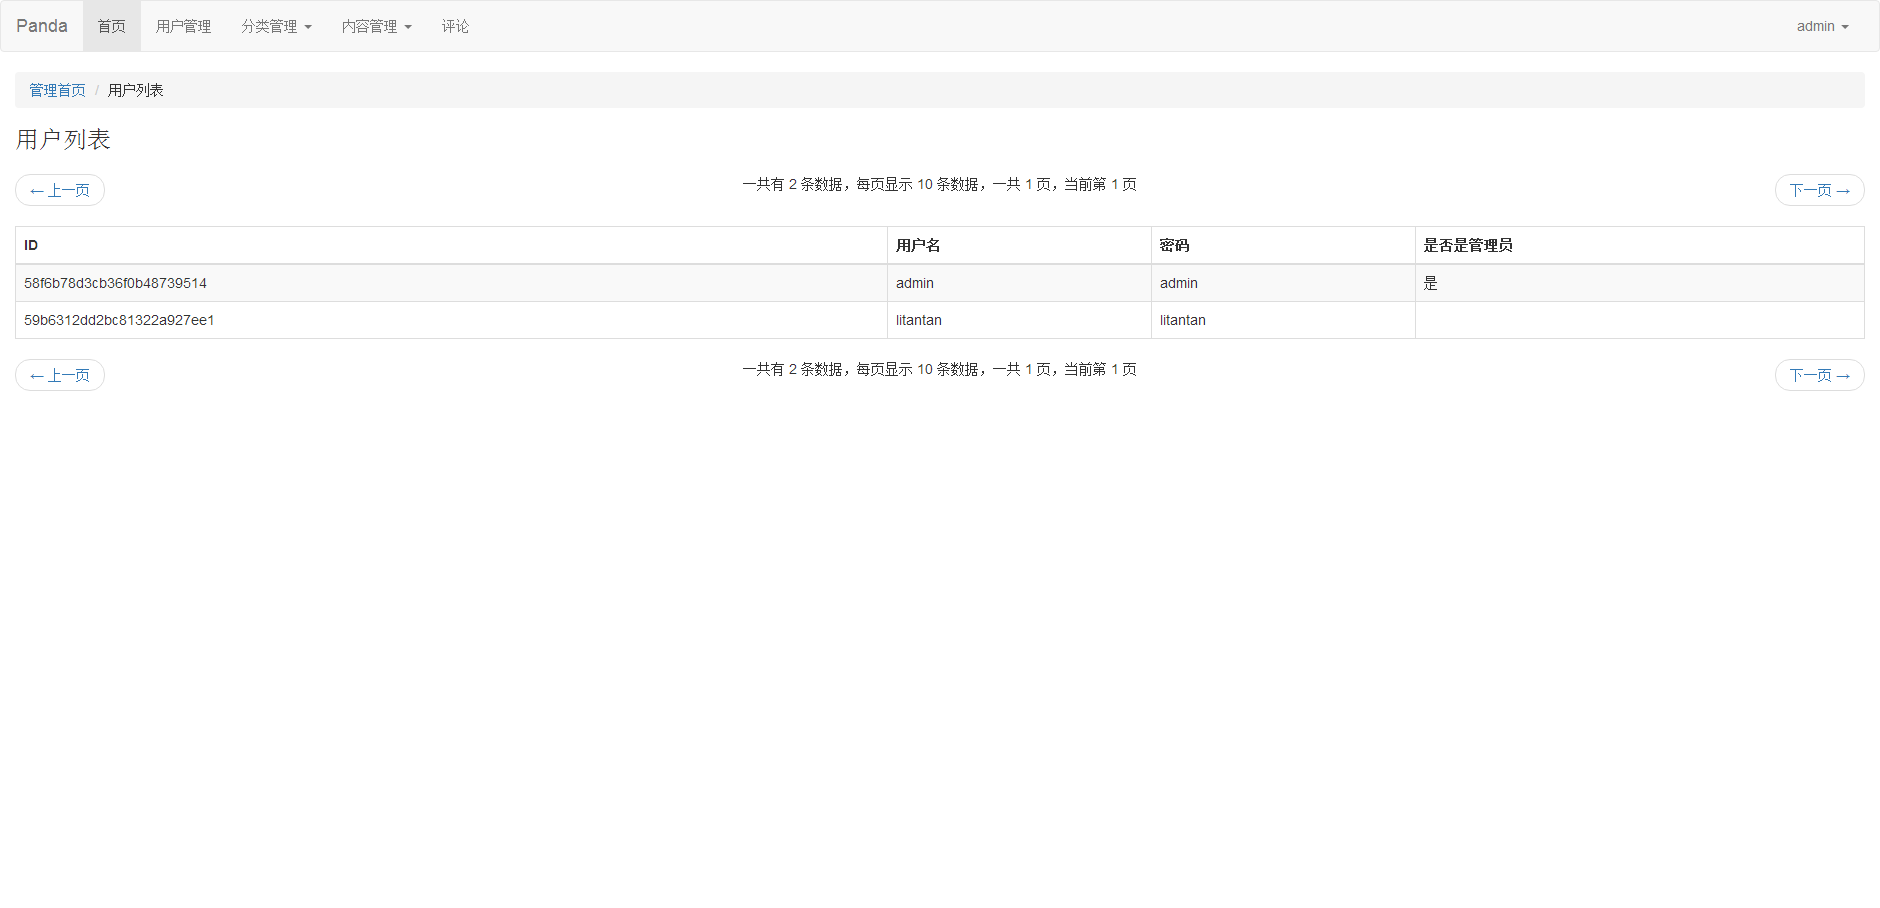 Panda 首页 用户管理 分类管理 内容管理 评论 admin
管理首页 / 用户列表
用户列表
← 上一页 一共有 2 条数据，每页显示 10 条数据，一共 1 页，当前第 1 页 下一页 →
ID 用户名 密码 是否是管理员
58f6b78d3cb36f0b48739514 admin admin 是
59b6312dd2bc81322a927ee1 litantan litantan
← 上一页 一共有 2 条数据，每页显示 10 条数据，一共 1 页，当前第 1 页 下一页 →